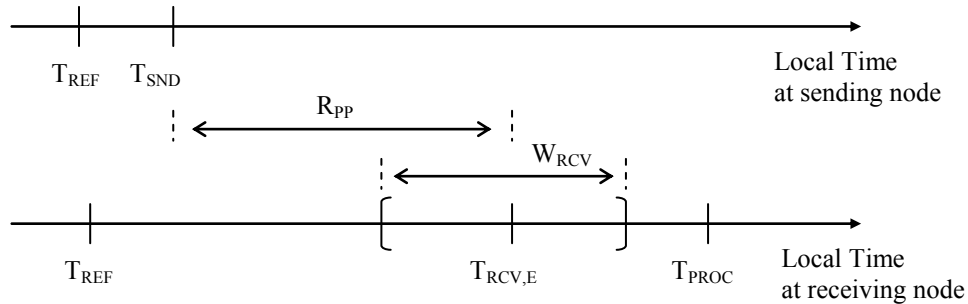 T_REF T_SND Local Time
at sending node
R_PP
W_RCV
T_REF T_RCV,E T_PROC Local Time
at receiving node